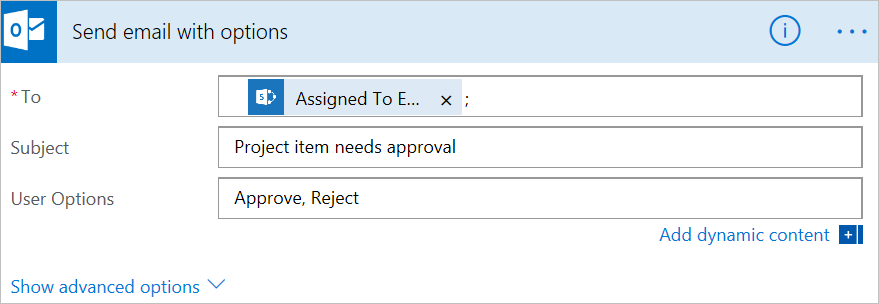 Send email with options
* To Assigned To E... × ;
Subject Project item needs approval
User Options Approve, Reject
Add dynamic content
Show advanced options